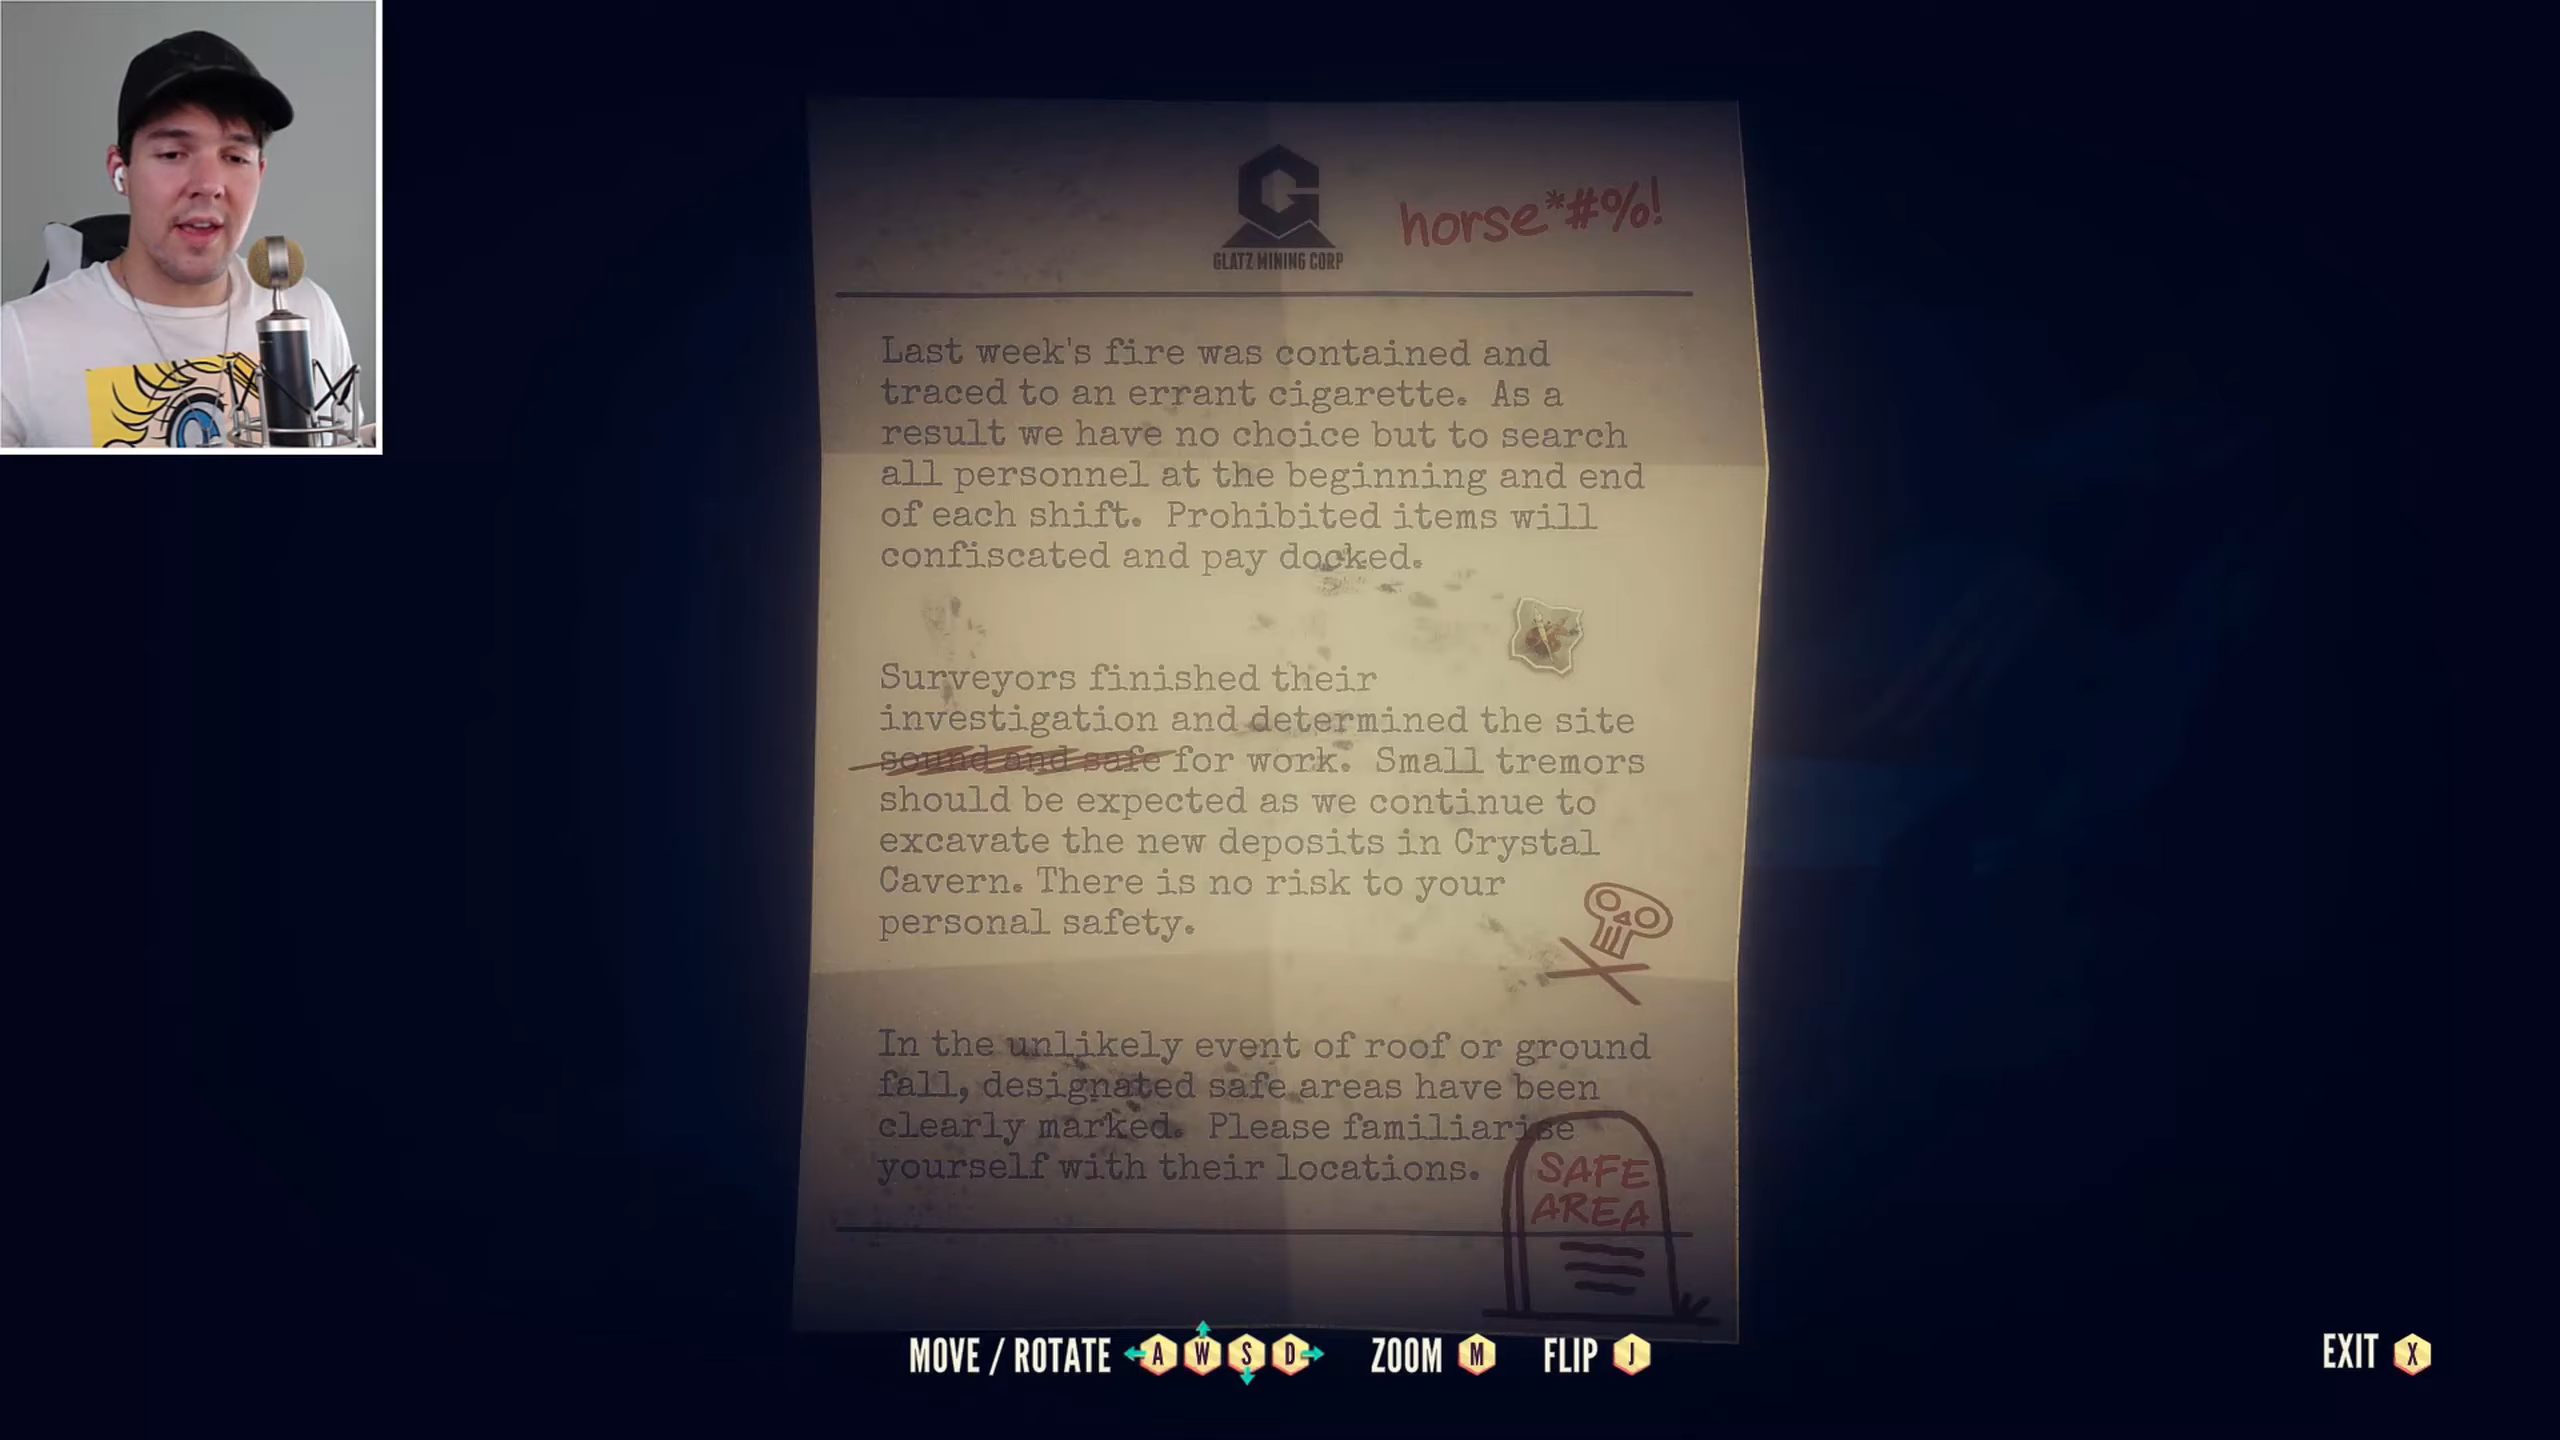 GLATZ MINING CORP
horse*#%!
Last week's fire was contained and
traced to an errant cigarette. As a
result we have no choice but to search
all personnel at the beginning and end
of each shift. Prohibited items will
confiscated and pay docked.
Surveyors finished their
investigation and determined the site
sound and safe for work. Small tremors
should be expected as we continue to
excavate the new deposits in Crystal
Cavern. There is no risk to your
personal safety.
In the unlikely event of roof or ground
fall, designated safe areas have been
clearly marked. Please familiarise
yourself with their locations.
SAFE
AREA
MOVE / ROTATE A W S D ZOOM M FLIP J
EXIT X